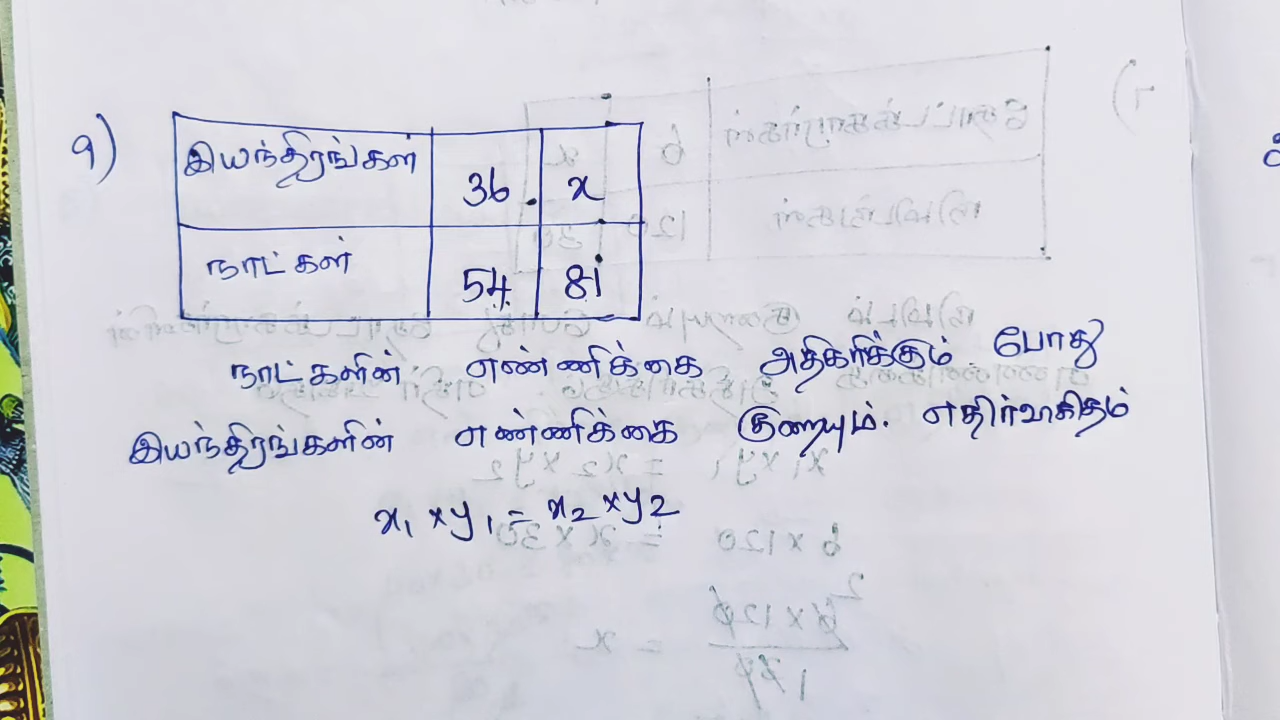 9)
இயந்திரங்கள் 36 x
நாட்கள் 54 81
நாட்களின் எண்ணிக்கை அதிகரிக்கும் போது
இயந்திரங்களின் எண்ணிக்கை குறையும். எதிர்விகிதம்
x₁ × y₁ = x₂ × y₂